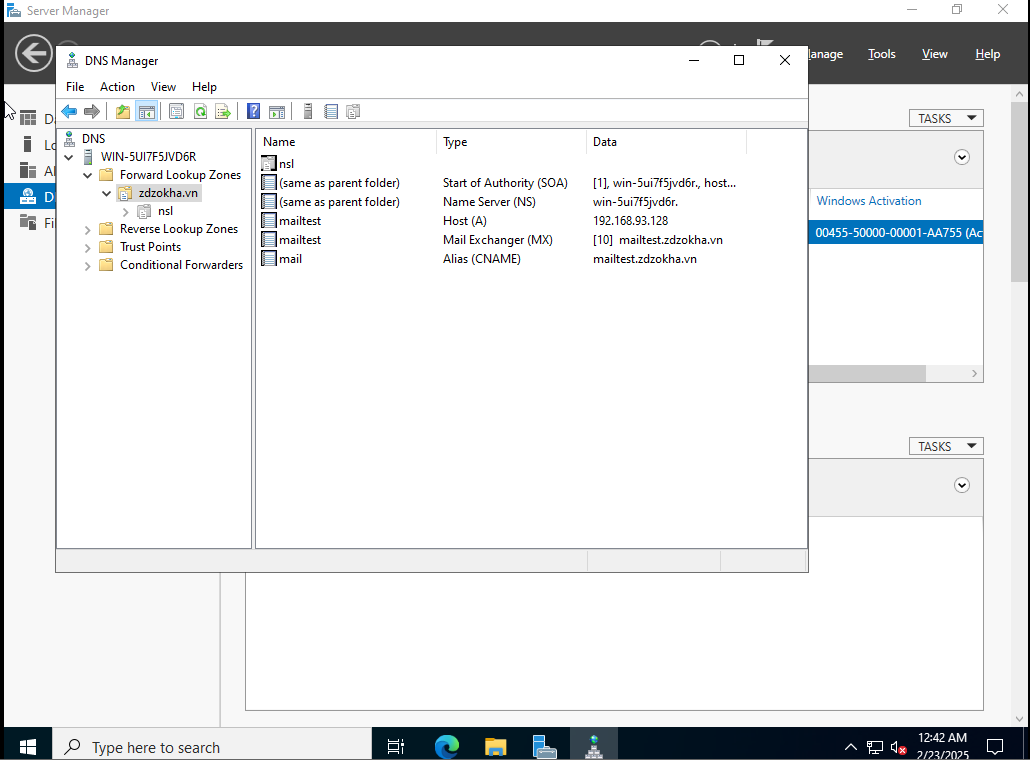 Server Manager
DNS Manager
anage
Tools
View
Help
File Action View Help
DNS
WIN-5UI7F5JVD6R
Forward Lookup Zones
zdzokha.vn
nsl
Reverse Lookup Zones
Trust Points
Conditional Forwarders
Name Type Data
nsl
(same as parent folder) Start of Authority (SOA) [1], win-5ui7f5jvd6r., host...
(same as parent folder) Name Server (NS) win-5ui7f5jvd6r.
mailtest Host (A) 192.168.93.128
mailtest Mail Exchanger (MX) [10] mailtest.zdzokha.vn
mail Alias (CNAME) mailtest.zdzokha.vn
D
Lo
Al
D
Fi
TASKS
Windows Activation
00455-50000-00001-AA755 (Ac
TASKS
Type here to search
12:42 AM
2/23/2025